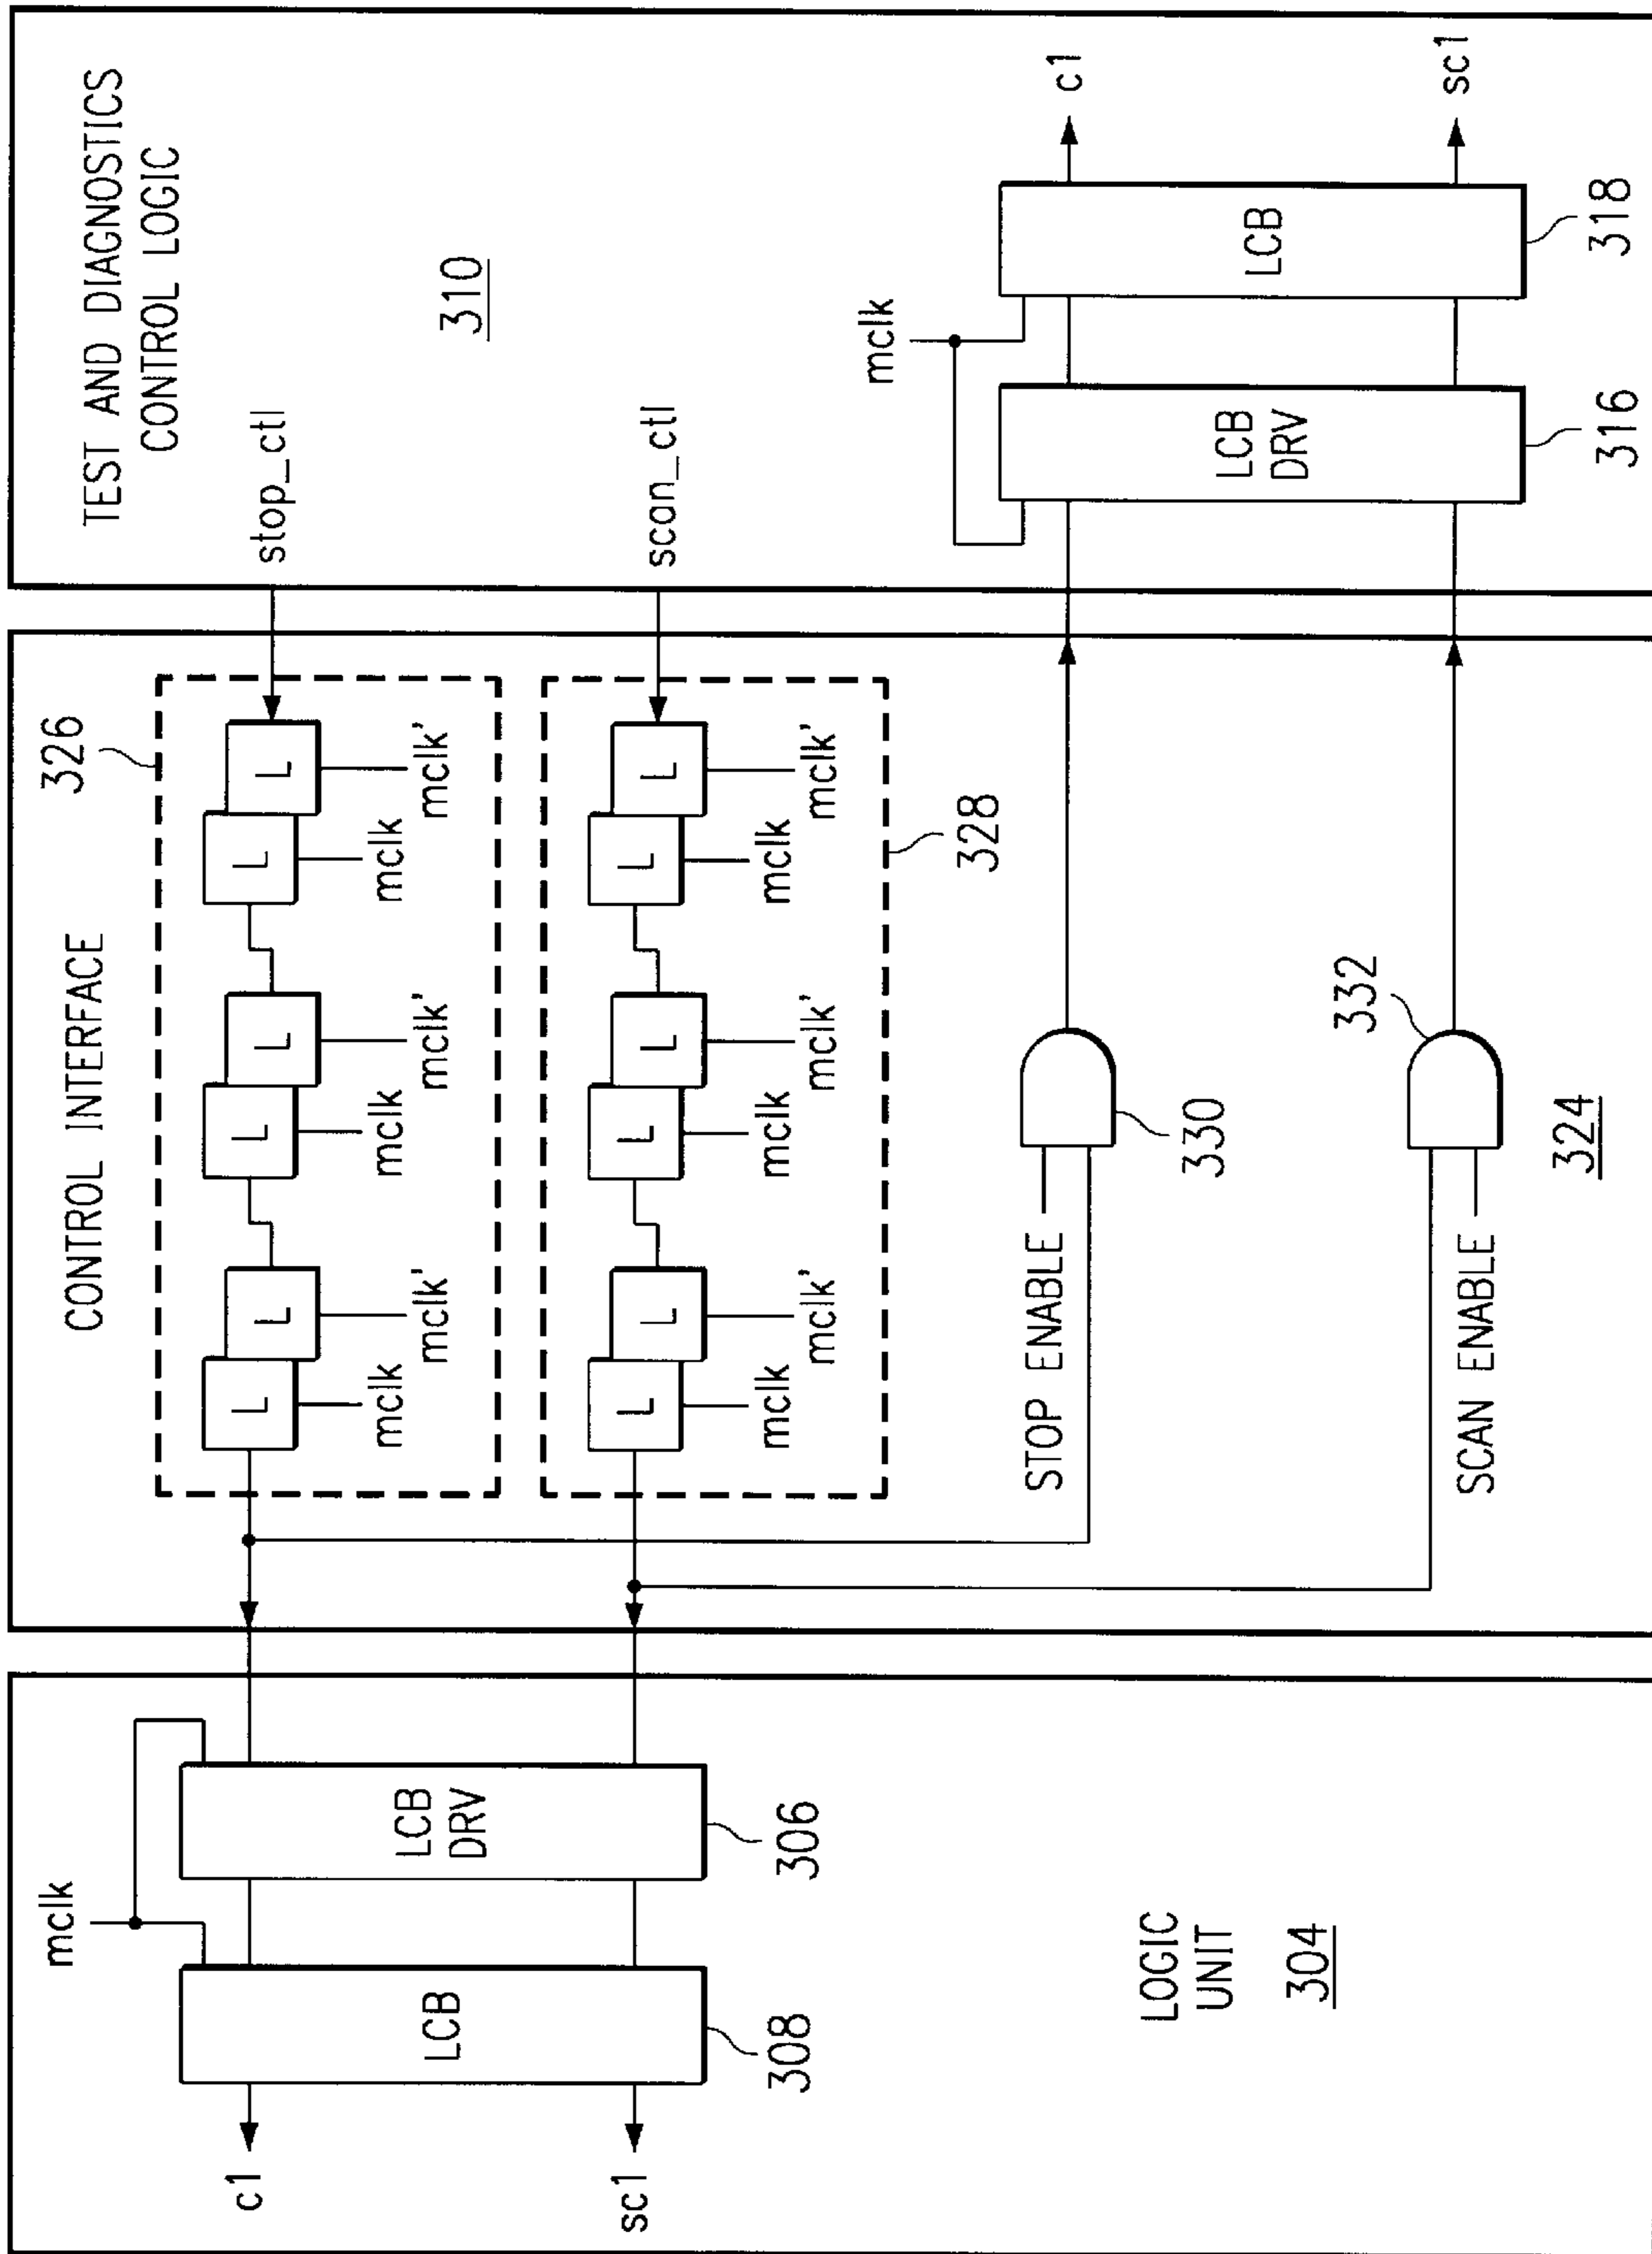 TEST AND DIAGNOSTICS
CONTROL LOGIC
310
stop_ctl
scan_ctl
mclk
c1
sc1
LCB
DRV
316
LCB
318
CONTROL INTERFACE
326
L
L
L
L
L
L
mclk
mclk'
mclk
mclk'
mclk
mclk'
L
L
L
L
L
L
mclk
mclk'
mclk
mclk'
mclk
mclk'
328
STOP ENABLE
330
SCAN ENABLE
332
324
mclk
c1
sc1
LCB
308
LCB
DRV
306
LOGIC
UNIT
304